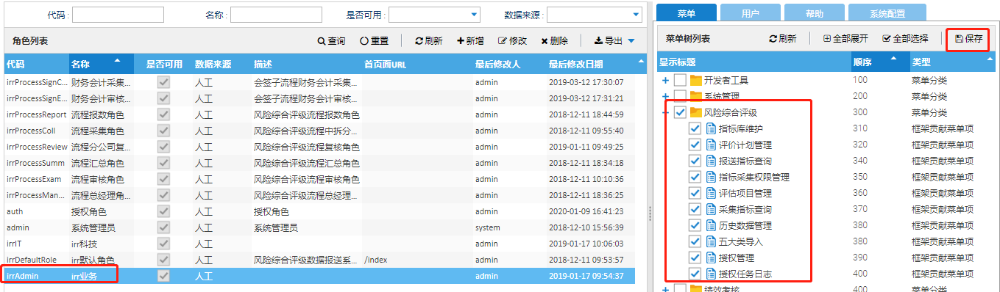 代码 :
名称 :
是否可用 :
数据来源 :
角色列表
查询 重置 刷新 新增 修改 删除 导出
代码 名称 是否可用 数据来源 描述 首页面URL 最后修改人 最后修改日期
irrProcessSignC... 财务会计采集... 人工 会签子流程财务会计采集... admin 2019-03-12 17:30:07
irrProcessSignE... 财务会计审核... 人工 会签子流程财务会计审核... admin 2019-03-12 17:31:21
irrProcessReport 流程报数角色 人工 风险综合评级流程报数角色 admin 2018-12-11 18:44:59
irrProcessColl 流程采集角色 人工 风险综合评级流程中拆分... admin 2018-12-11 09:55:40
irrProcessReview 流程分公司复... 人工 风险综合评级流程复核角色 admin 2019-01-11 09:49:25
irrProcessSumm 流程汇总角色 人工 风险综合评级流程汇总角色 admin 2018-12-11 18:34:18
irrProcessExam 流程审核角色 人工 风险综合评级流程审核角色 admin 2018-12-11 10:10:36
irrProcessMan... 流程总经理角... 人工 风险综合评级流程总经理... admin 2018-12-11 18:36:25
auth 授权角色 人工 授权角色 admin 2020-01-09 16:41:23
admin 系统管理员 人工 系统管理员 system 2018-12-10 15:56:39
irrIT irr科技 人工 admin 2019-01-17 10:06:03
irrDefaultRole irr默认角色 人工 风险综合评级数据报送系... /index admin 2018-12-11 09:53:57
irrAdmin irr业务 人工 admin 2019-01-17 09:54:37
菜单 用户 帮助 系统配置
菜单树列表 刷新 全部展开 全部选择 保存
显示标题 顺序 类型
开发者工具 100 菜单分类
系统管理 200 菜单分类
风险综合评级 300 菜单分类
指标库维护 310 框架贡献菜单项
评价计划管理 320 框架贡献菜单项
报送指标查询 340 框架贡献菜单项
指标采集权限管理 350 框架贡献菜单项
评估项目管理 360 框架贡献菜单项
采集指标查询 370 框架贡献菜单项
历史数据管理 380 框架贡献菜单项
五大类导入 380 框架贡献菜单项
授权管理 390 框架贡献菜单项
授权任务日志 400 框架贡献菜单项
绩效考核 400 菜单分类